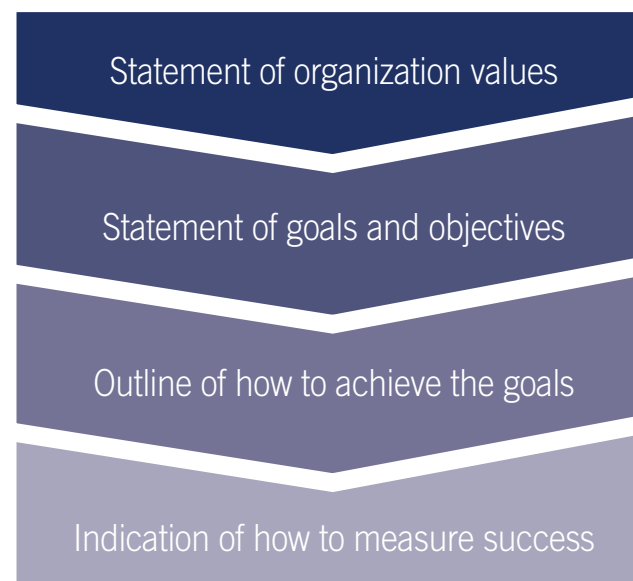 Statement of organization values
Statement of goals and objectives
Outline of how to achieve the goals
Indication of how to measure success